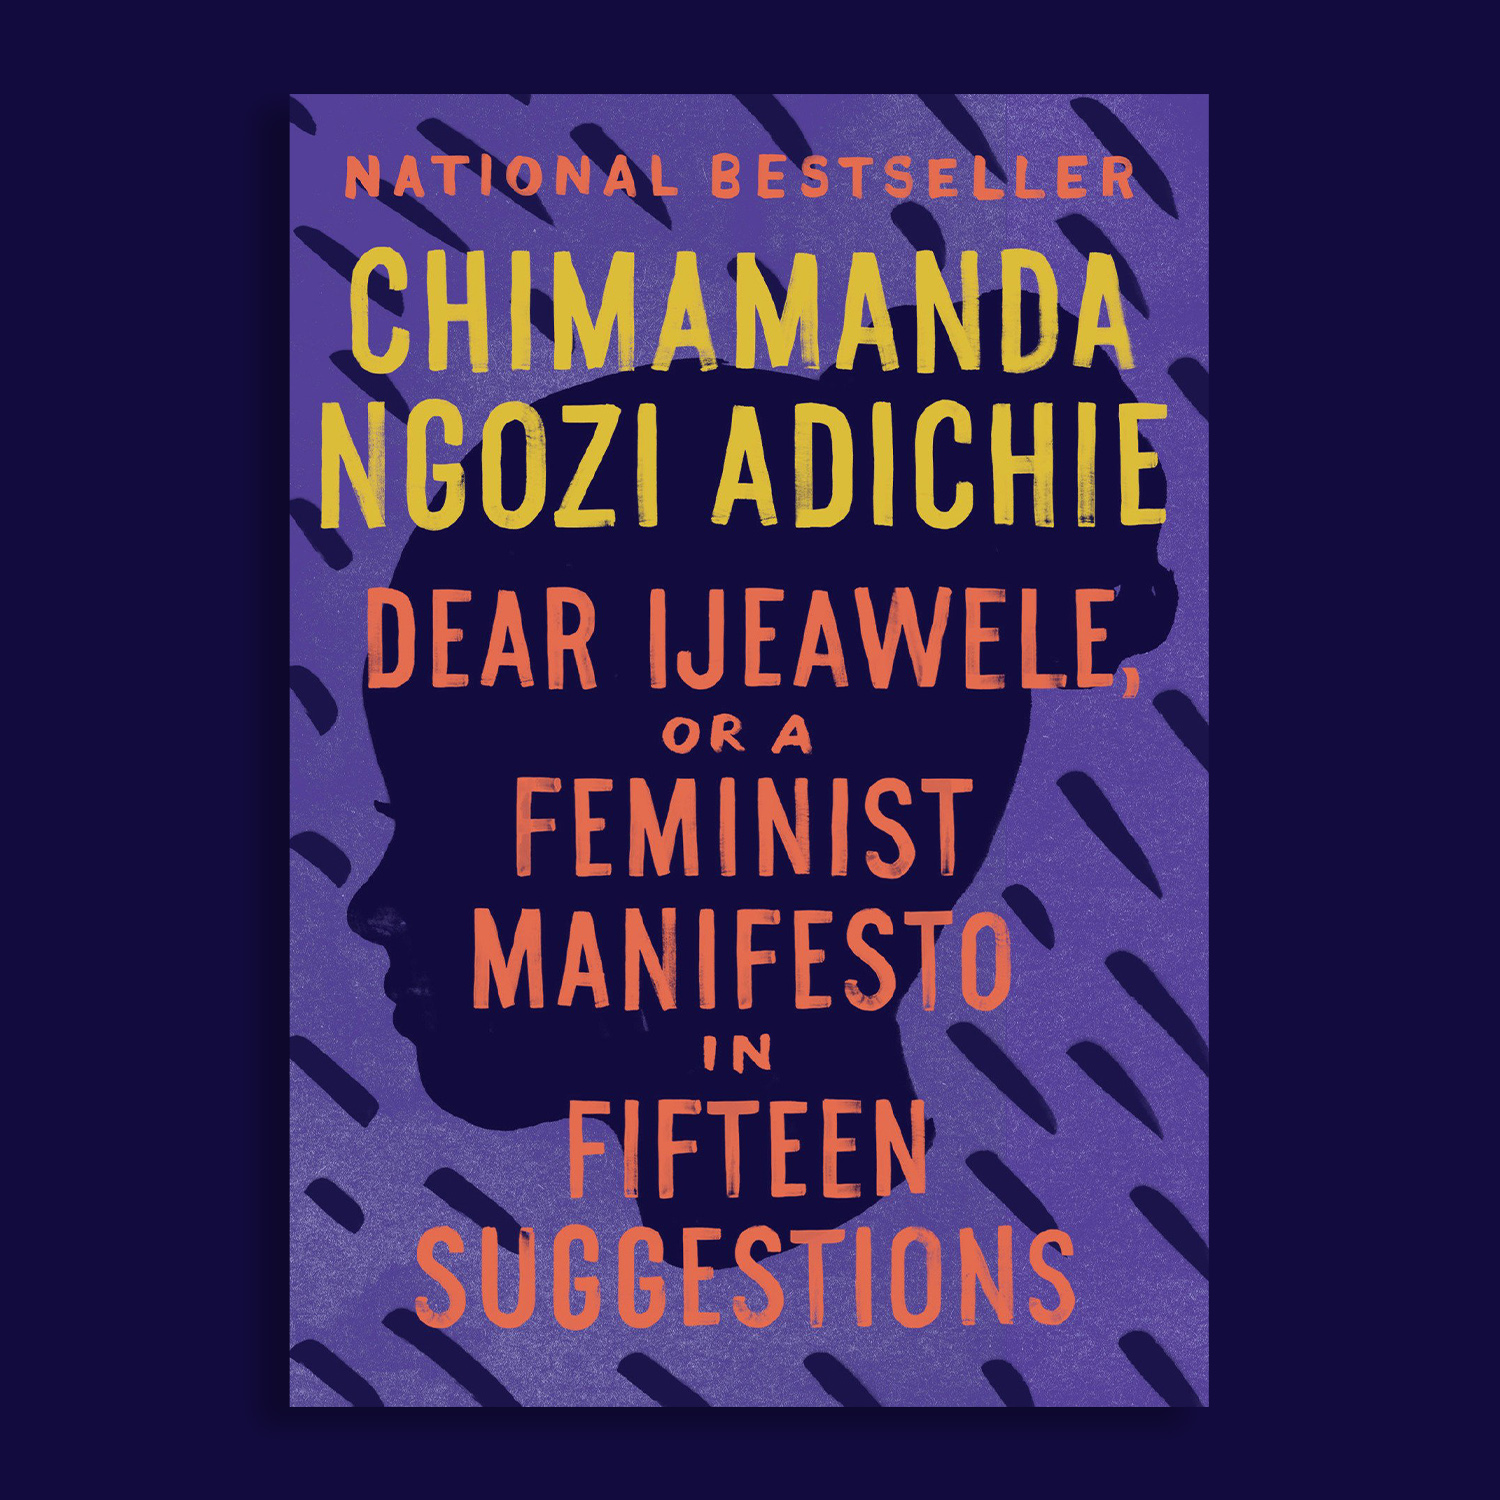 NATIONAL BESTSELLER
CHIMAMANDA
NGOZI ADICHIE
DEAR IJEAWELE,
OR A
FEMINIST
MANIFESTO
IN
FIFTEEN
SUGGESTIONS